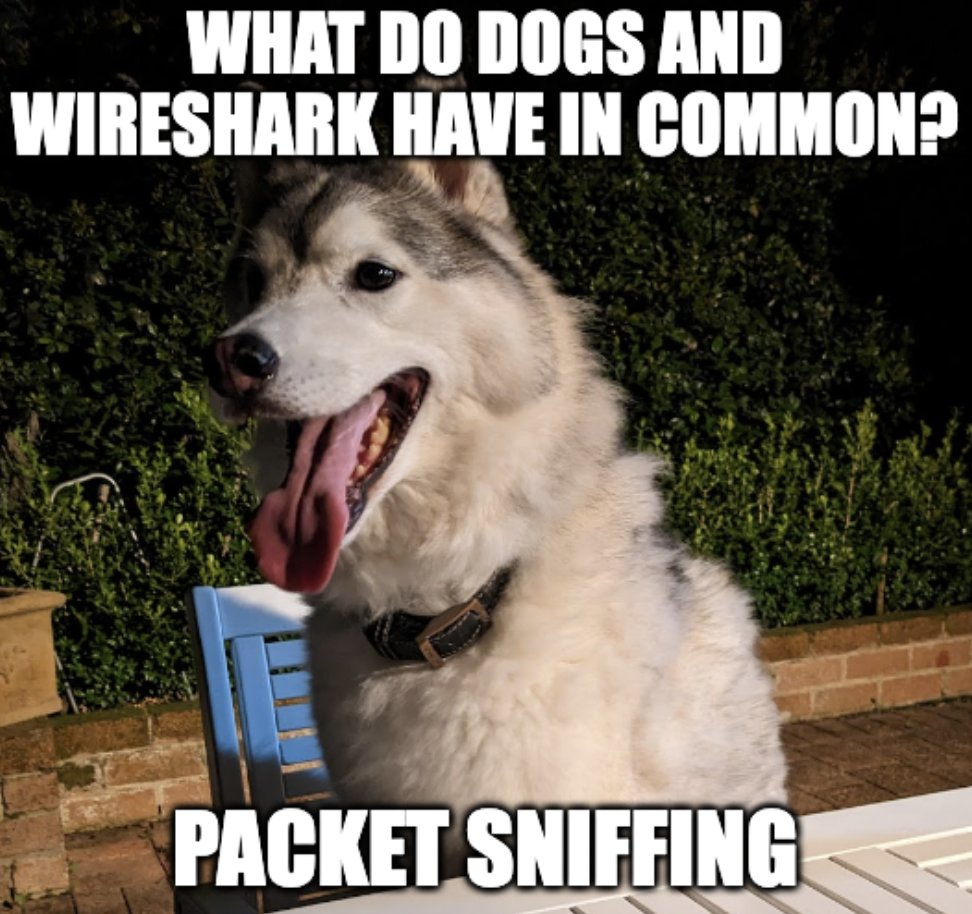 WHAT DO DOGS AND
WIRESHARK HAVE IN COMMON?
PACKET SNIFFING